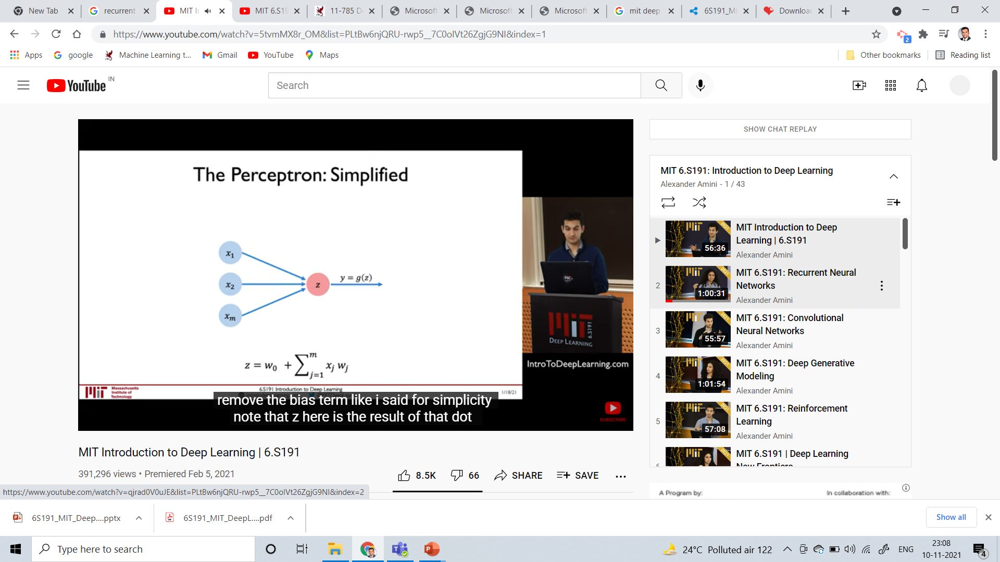 New Tab
recurrent
MIT I
MIT 6.S19
11-785 D
Microsoft
Microsoft
Microsoft
mit deep
6S191_M
Downloa
https://www.youtube.com/watch?v=5tvmMX8r_OM&list=PLtBw6njQRU-rwp5__7C0oIVt26ZgjG9NI&index=1
2
Apps
google
Machine Learning t...
Gmail
YouTube
Maps
Other bookmarks
Reading list
YouTube IN
Search
The Perceptron: Simplified
x1
x2
xm
z
y = g(z)
z = w0 + ∑ m j=1 xj wj
Massachusetts
Institute of
Technology
6.S191 Introduction to Deep Learning
1/18/21
remove the bias term like i said for simplicity
note that z here is the result of that dot
MIT
6.S191
DEEP LEARNING
IntroToDeepLearning.com
SUBSCRIBE
MIT Introduction to Deep Learning | 6.S191
391,296 views • Premiered Feb 5, 2021
8.5K
66
SHARE
SAVE
SHOW CHAT REPLAY
MIT 6.S191: Introduction to Deep Learning
Alexander Amini - 1 / 43
56:36
MIT Introduction to Deep
Learning | 6.S191
Alexander Amini
2
1:00:31
MIT 6.S191: Recurrent Neural
Networks
Alexander Amini
3
55:57
MIT 6.S191: Convolutional
Neural Networks
Alexander Amini
4
1:01:54
MIT 6.S191: Deep Generative
Modeling
Alexander Amini
5
57:08
MIT 6.S191: Reinforcement
Learning
Alexander Amini
MIT 6.S191 | Deep Learning
New Frontiers
A Program by:
In collaboration with:
https://www.youtube.com/watch?v=qjrad0V0uJE&list=PLtBw6njQRU-rwp5__7C0oIVt26ZgjG9NI&index=2
6S191_MIT_Deep....pptx
6S191_MIT_DeepL....pdf
Show all
Type here to search
24°C Polluted air 122
ENG
23:08
10-11-2021
4